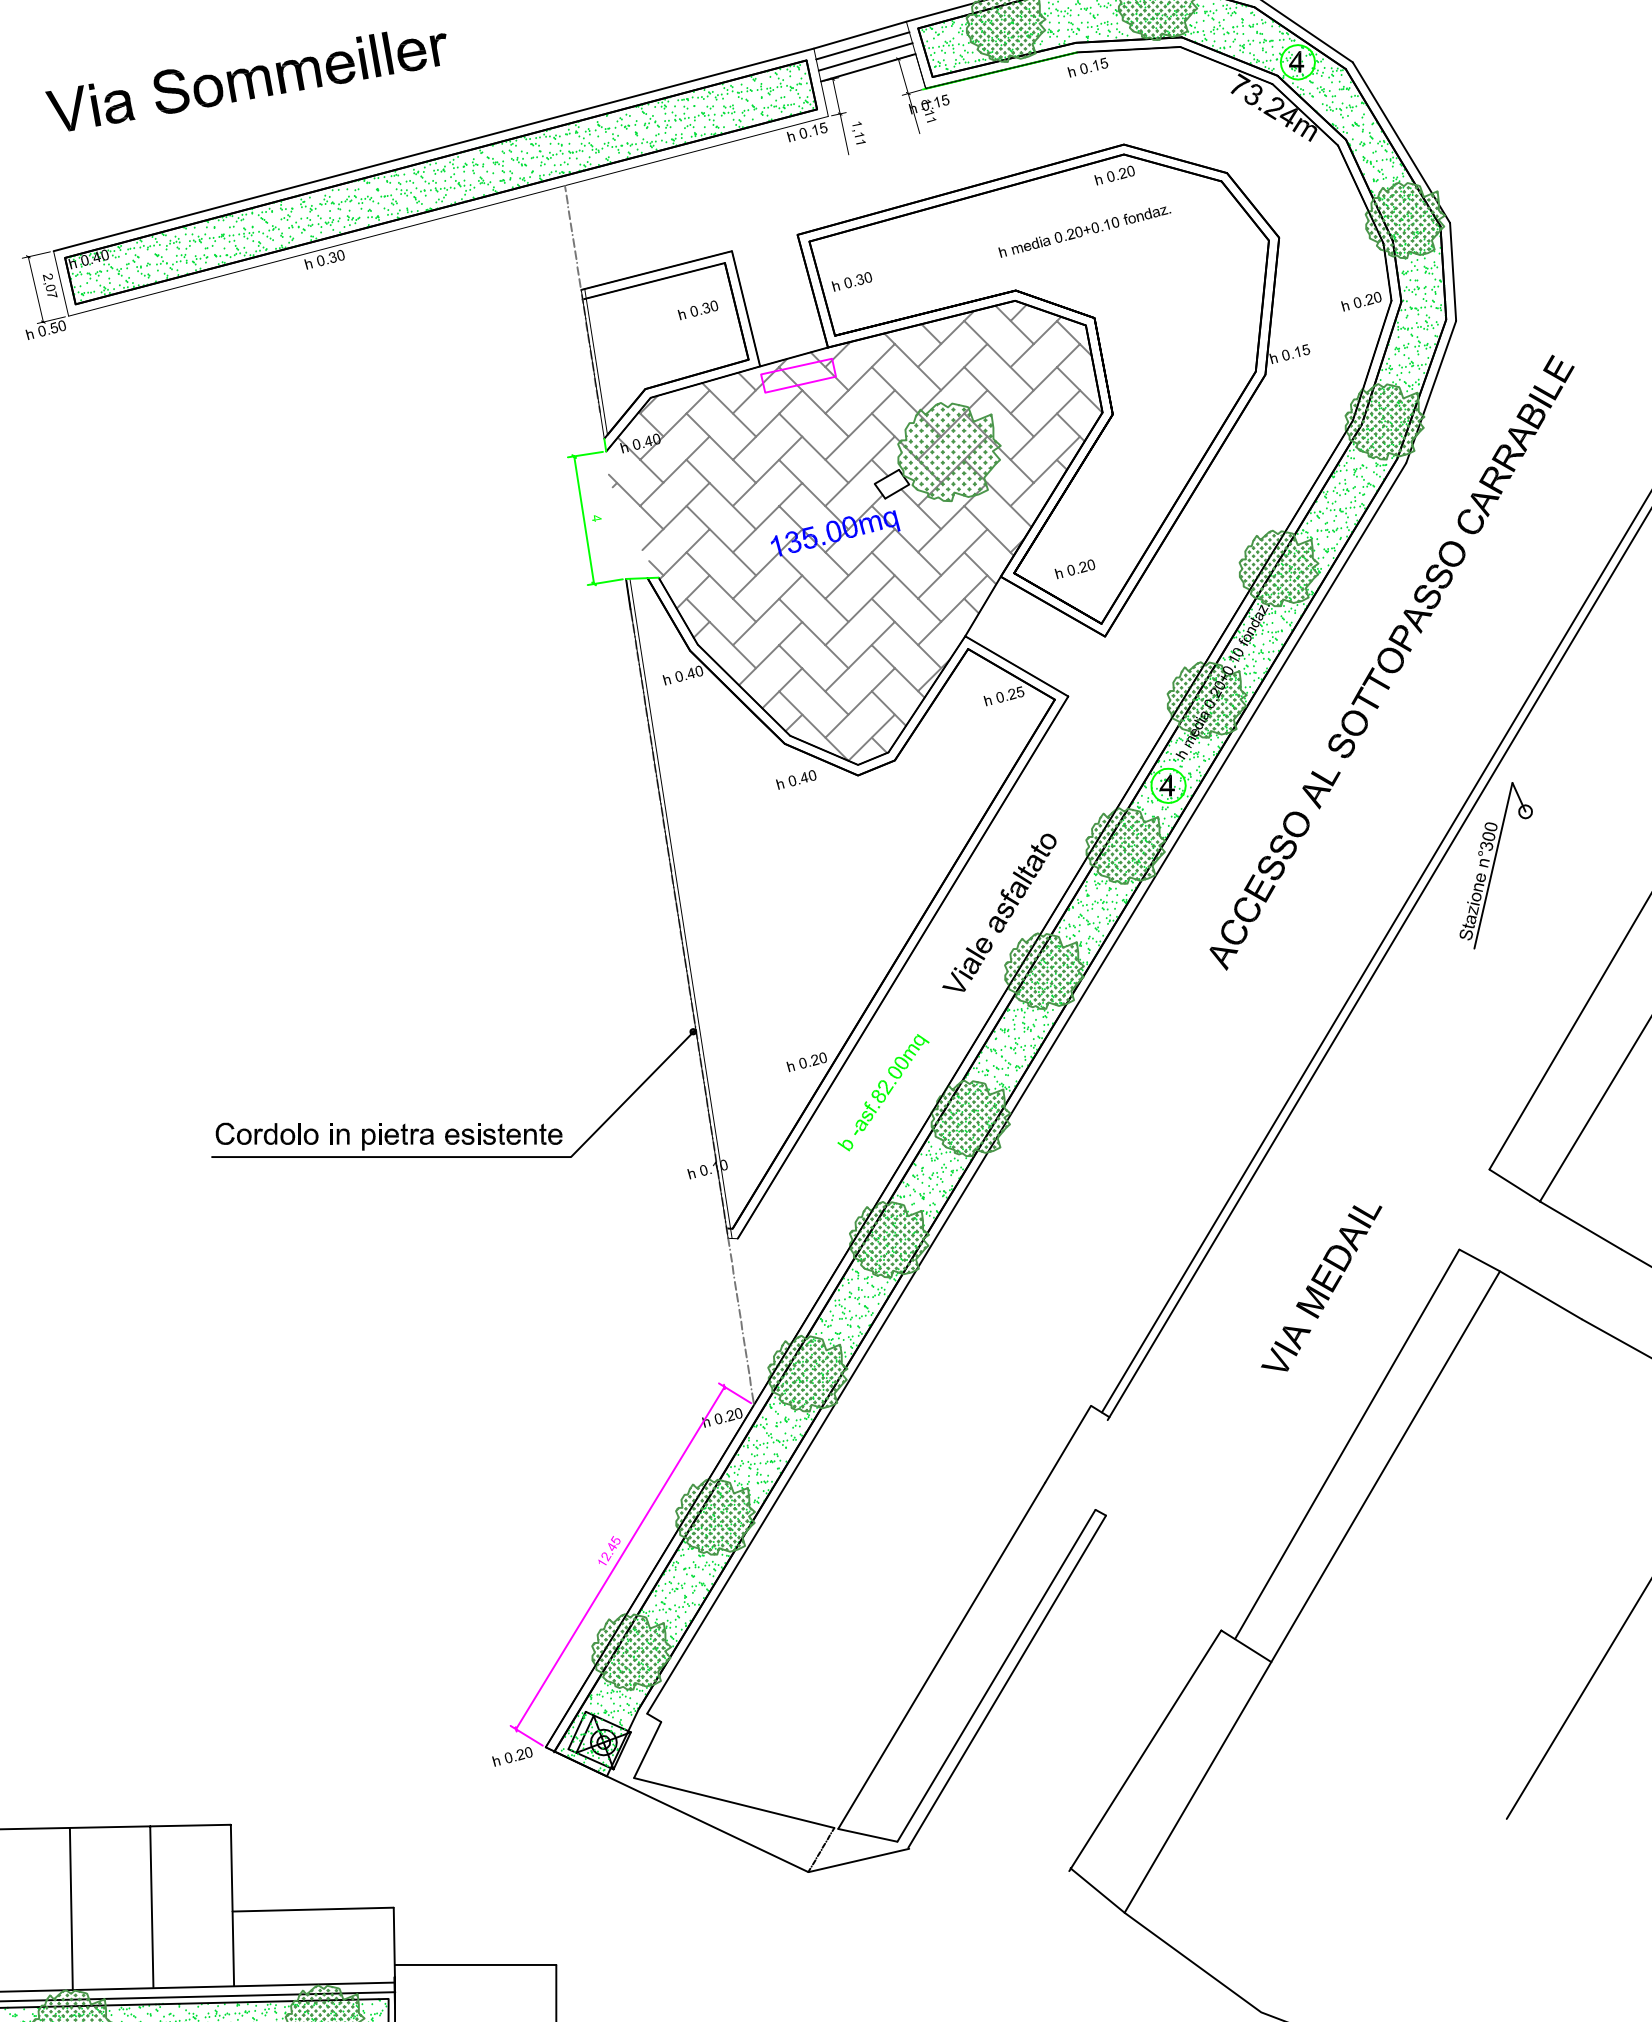 Via Sommeiller
4
73.24m
h 0.15
h 0.15
1,11
h 0.15
1,11
h 0.20
h media 0.20+0.10 fondaz.
h 0.40
h 0.30
2,07
h 0.50
h 0.30
h 0.30
h 0.20
h 0.15
h 0.40
4
135.00mq
h 0.20
h 0.40
h 0.25
h 0.40
h media 0.20+0.10 fondaz.
4
ACCESSO AL SOTTOPASSO CARRABILE
Stazione n°300
Viale asfaltato
h 0.20
b -asf.82.00mq
Cordolo in pietra esistente
h 0.10
VIA MEDAIL
h 0.20
12.45
h 0.20